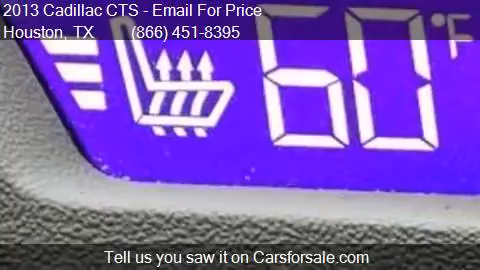 2013 Cadillac CTS - Email For Price
Houston, TX (866) 451-8395
60°F
Tell us you saw it on Carsforsale.com